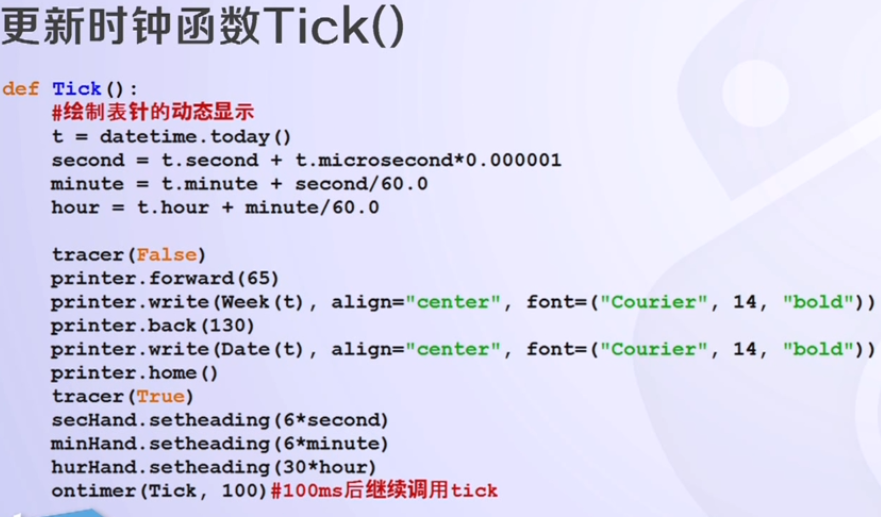 更新时钟函数Tick()
def Tick():
    #绘制表针的动态显示
    t = datetime.today()
    second = t.second + t.microsecond*0.000001
    minute = t.minute + second/60.0
    hour = t.hour + minute/60.0

    tracer(False)
    printer.forward(65)
    printer.write(Week(t), align="center", font=("Courier", 14, "bold"))
    printer.back(130)
    printer.write(Date(t), align="center", font=("Courier", 14, "bold"))
    printer.home()
    tracer(True)
    secHand.setheading(6*second)
    minHand.setheading(6*minute)
    hurHand.setheading(30*hour)
    ontimer(Tick, 100)#100ms后继续调用tick